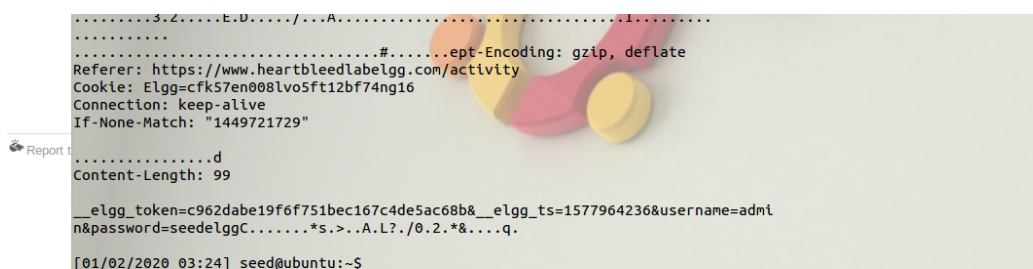 .........3.2.....E.D...../...A...............................................I.........
...........
...................................#.......ept-Encoding: gzip, deflate
Referer: https://www.heartbleedlabelgg.com/activity
Cookie: Elgg=cfk57en008lvo5ft12bf74ng16
Connection: keep-alive
If-None-Match: "1449721729"
Report t
................d
Content-Length: 99
__elgg_token=c962dabe19f6f751bec167c4de5ac68b&__elgg_ts=1577964236&username=admi
n&password=seedelggC.......*s.>..A.L?./0.2.*&....q.
[01/02/2020 03:24] seed@ubuntu:~$